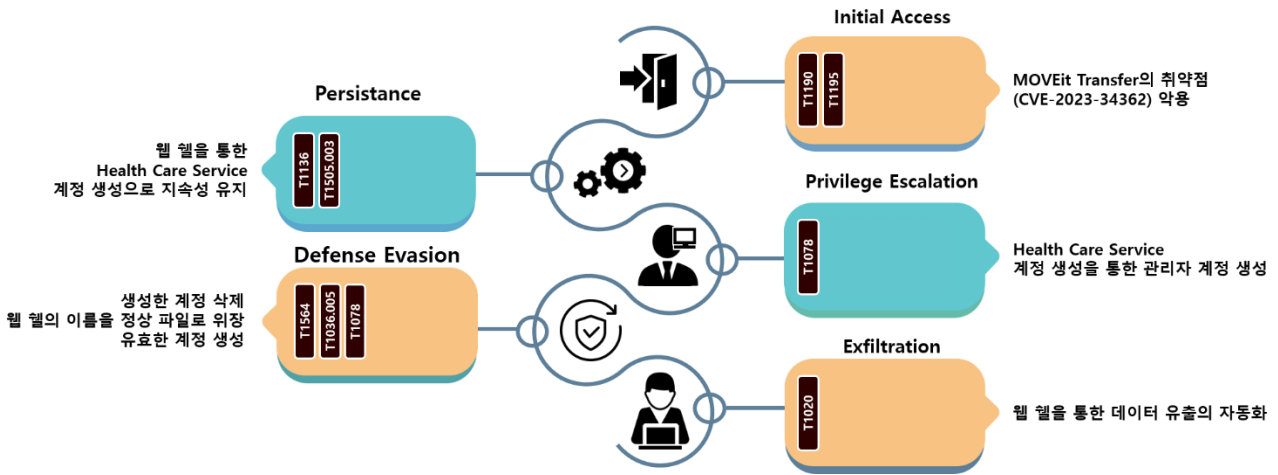 Initial Access
T1190
T1195
MOVEit Transfer의 취약점
(CVE-2023-34362) 악용
Persistance
T1136
T1505.003
웹 쉘을 통한
Health Care Service
계정 생성으로 지속성 유지
Privilege Escalation
T1078
Health Care Service
계정 생성을 통한 관리자 계정 생성
Defense Evasion
T1564
T1036.005
T1078
생성한 계정 삭제
웹 쉘의 이름을 정상 파일로 위장
유효한 계정 생성
Exfiltration
T1020
웹 쉘을 통한 데이터 유출의 자동화